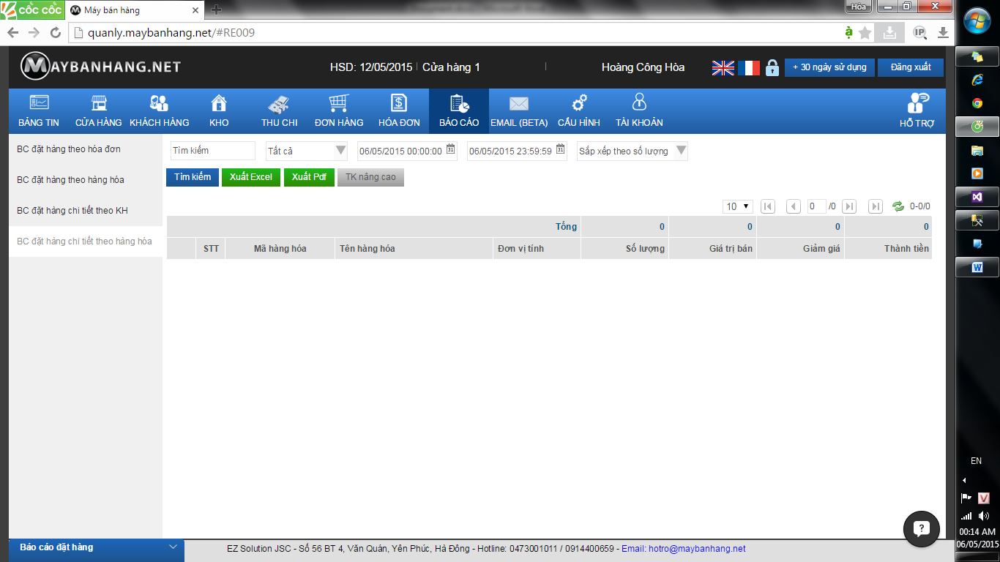 CỐC CỐC
Máy bán hàng
Hòa
quanly.maybanhang.net/#RE009
IP
MAYBANHANG.NET
HSD: 12/05/2015 | Cửa hàng 1 |
Hoàng Công Hòa
+ 30 ngày sử dụng
Đăng xuất
BẢNG TIN
CỬA HÀNG
KHÁCH HÀNG
KHO
THU CHI
ĐƠN HÀNG
HÓA ĐƠN
BÁO CÁO
EMAIL (BETA)
CẤU HÌNH
TÀI KHOẢN
HỖ TRỢ
BC đặt hàng theo hóa đơn
BC đặt hàng theo hàng hóa
BC đặt hàng chi tiết theo KH
BC đặt hàng chi tiết theo hàng hóa
Tìm kiếm
Tất cả
06/05/2015 00:00:00
31
06/05/2015 23:59:59
31
Sắp xếp theo số lượng
Tìm kiếm
Xuất Excel
Xuất Pdf
TK nâng cao
10
0
/0
0-0/0
Tổng 0 0 0 0
STT Mã hàng hóa Tên hàng hóa Đơn vị tính Số lượng Giá trị bán Giảm giá Thành tiền
Báo cáo đặt hàng
EZ Solution JSC - Số 56 BT 4, Văn Quán, Yên Phúc, Hà Đông - Hotline: 0473001011 / 0914400659 - Email: hotro@maybanhang.net
EN
V
00:14 AM
06/05/2015